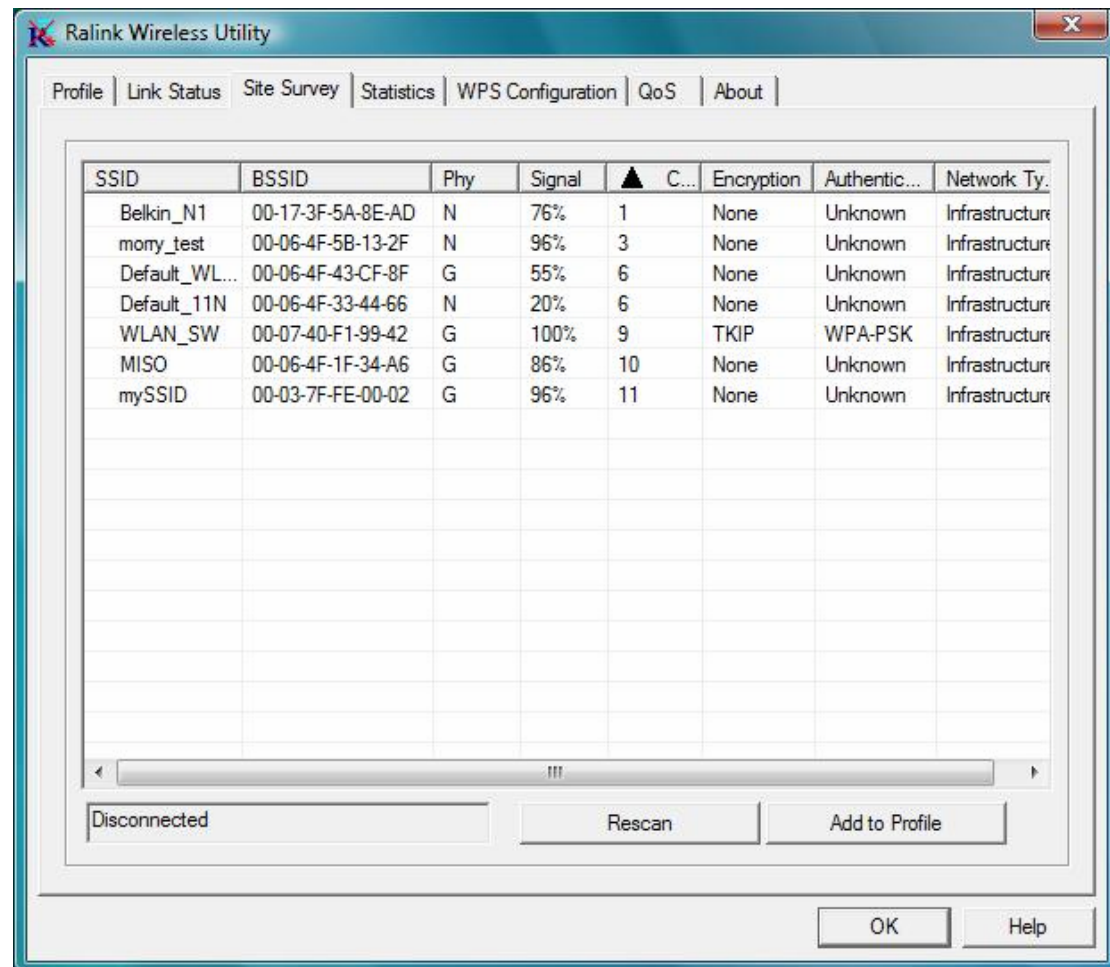 Ralink Wireless Utility
Profile Link Status Site Survey Statistics WPS Configuration QoS About
SSID BSSID Phy Signal ▲ C... Encryption Authentic... Network Ty.
Belkin_N1 00-17-3F-5A-8E-AD N 76% 1 None Unknown Infrastructure
morry_test 00-06-4F-5B-13-2F N 96% 3 None Unknown Infrastructure
Default_WL... 00-06-4F-43-CF-8F G 55% 6 None Unknown Infrastructure
Default_11N 00-06-4F-33-44-66 N 20% 6 None Unknown Infrastructure
WLAN_SW 00-07-40-F1-99-42 G 100% 9 TKIP WPA-PSK Infrastructure
MISO 00-06-4F-1F-34-A6 G 86% 10 None Unknown Infrastructure
mySSID 00-03-7F-FE-00-02 G 96% 11 None Unknown Infrastructure
Disconnected Rescan Add to Profile
OK Help